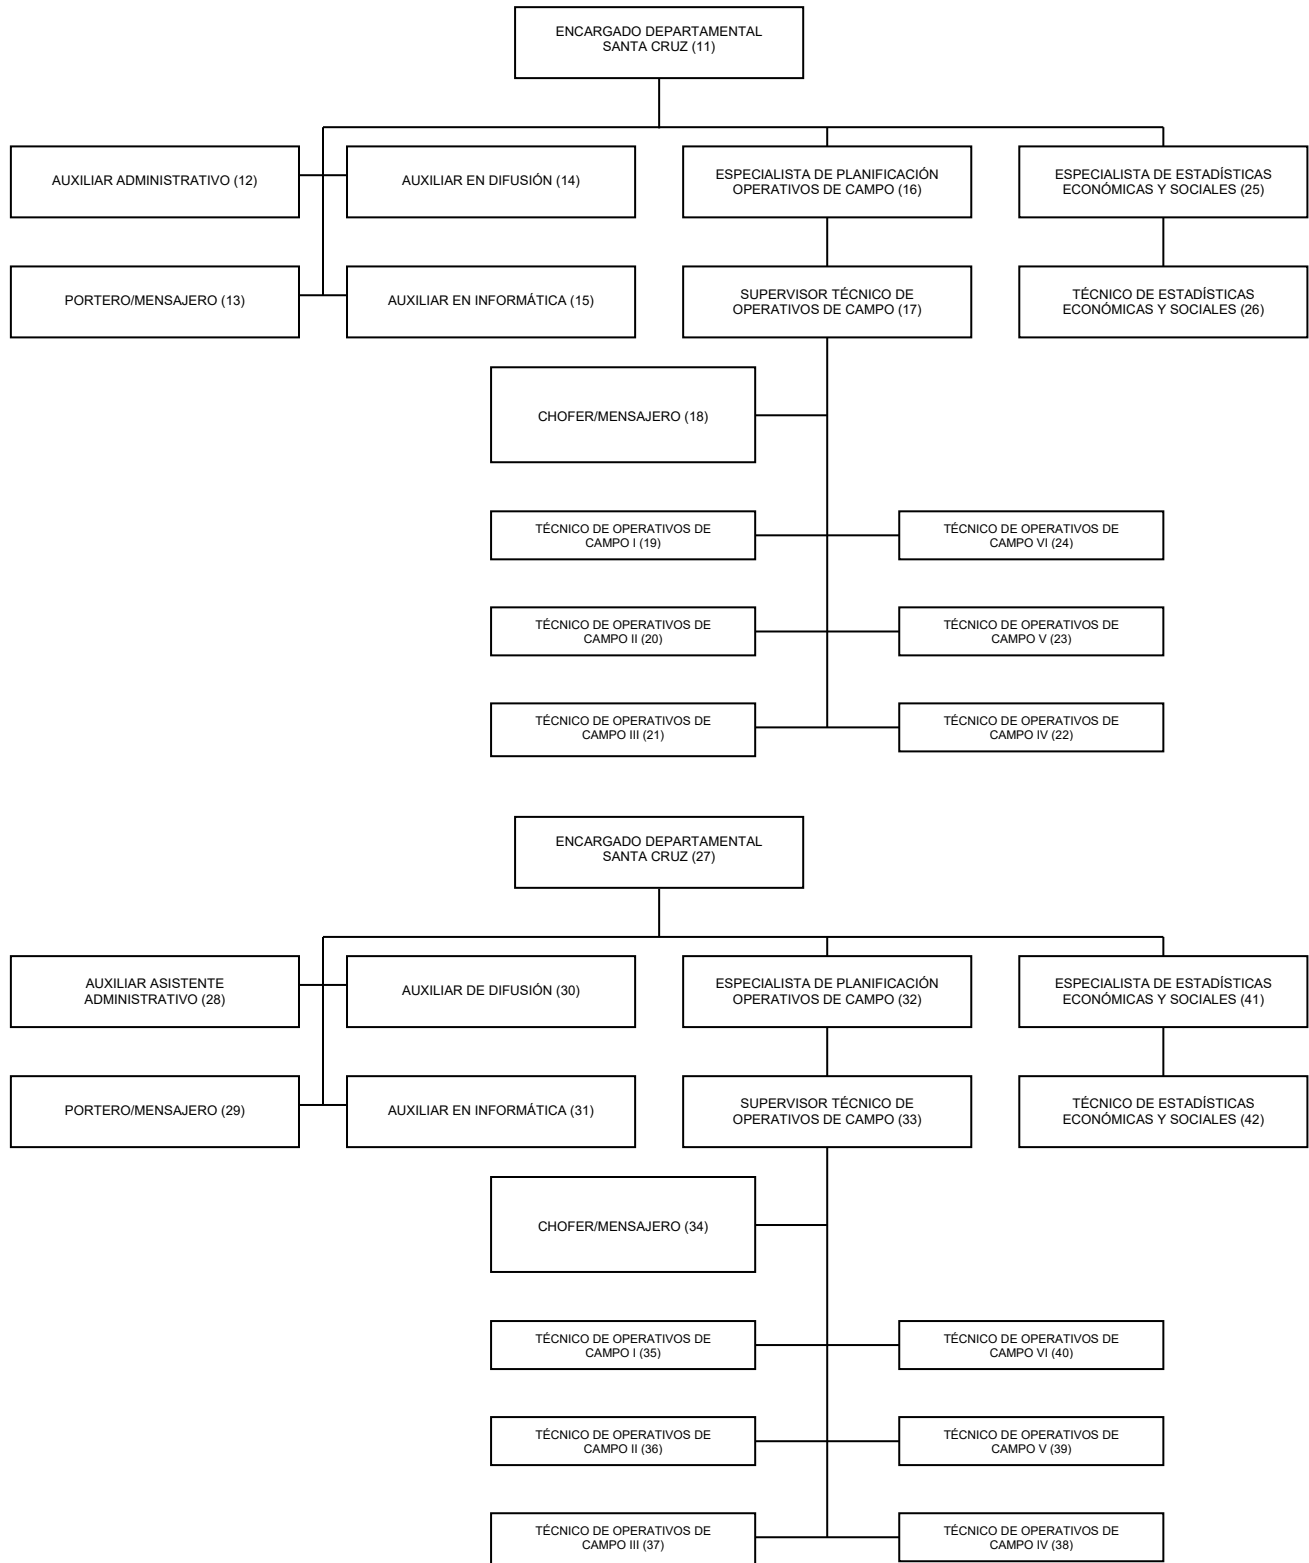 ENCARGADO DEPARTAMENTAL
SANTA CRUZ (11)
AUXILIAR ADMINISTRATIVO (12)
AUXILIAR EN DIFUSIÓN (14)
ESPECIALISTA DE PLANIFICACIÓN
OPERATIVOS DE CAMPO (16)
ESPECIALISTA DE ESTADÍSTICAS
ECONÓMICAS Y SOCIALES (25)
PORTERO/MENSAJERO (13)
AUXILIAR EN INFORMÁTICA (15)
SUPERVISOR TÉCNICO DE
OPERATIVOS DE CAMPO (17)
TÉCNICO DE ESTADÍSTICAS
ECONÓMICAS Y SOCIALES (26)
CHOFER/MENSAJERO (18)
TÉCNICO DE OPERATIVOS DE
CAMPO I (19)
TÉCNICO DE OPERATIVOS DE
CAMPO VI (24)
TÉCNICO DE OPERATIVOS DE
CAMPO II (20)
TÉCNICO DE OPERATIVOS DE
CAMPO V (23)
TÉCNICO DE OPERATIVOS DE
CAMPO III (21)
TÉCNICO DE OPERATIVOS DE
CAMPO IV (22)
ENCARGADO DEPARTAMENTAL
SANTA CRUZ (27)
AUXILIAR ASISTENTE
ADMINISTRATIVO (28)
AUXILIAR DE DIFUSIÓN (30)
ESPECIALISTA DE PLANIFICACIÓN
OPERATIVOS DE CAMPO (32)
ESPECIALISTA DE ESTADÍSTICAS
ECONÓMICAS Y SOCIALES (41)
PORTERO/MENSAJERO (29)
AUXILIAR EN INFORMÁTICA (31)
SUPERVISOR TÉCNICO DE
OPERATIVOS DE CAMPO (33)
TÉCNICO DE ESTADÍSTICAS
ECONÓMICAS Y SOCIALES (42)
CHOFER/MENSAJERO (34)
TÉCNICO DE OPERATIVOS DE
CAMPO I (35)
TÉCNICO DE OPERATIVOS DE
CAMPO VI (40)
TÉCNICO DE OPERATIVOS DE
CAMPO II (36)
TÉCNICO DE OPERATIVOS DE
CAMPO V (39)
TÉCNICO DE OPERATIVOS DE
CAMPO III (37)
TÉCNICO DE OPERATIVOS DE
CAMPO IV (38)